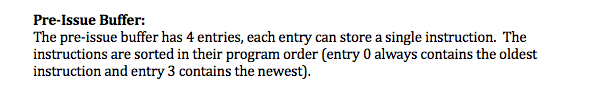 Pre-Issue Buffer:
The pre-issue buffer has 4 entries, each entry can store a single instruction.  The
instructions are sorted in their program order (entry 0 always contains the oldest
instruction and entry 3 contains the newest).